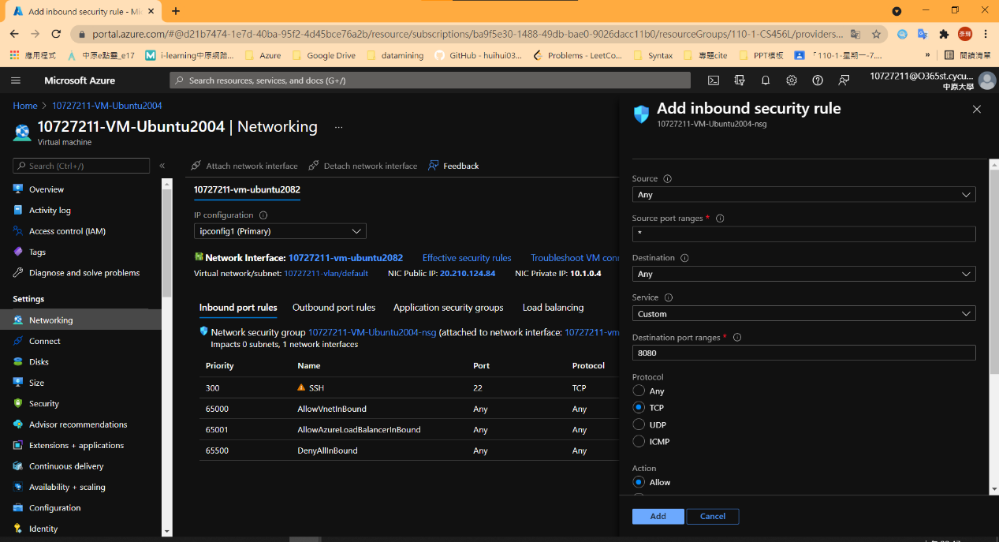 Add inbound security rule - Mi
portal.azure.com/#@d21b7474-1e7d-40ba-95f2-4d45bce76a2b/resource/subscriptions/ba9f5e30-1488-49db-bae0-9026dacc11b0/resourceGroups/110-1-CS456L/providers...
應用程式 中原e點靈_e17 i-learning中原網路... Azure Google Drive datamining GitHub - huihui03... Problems - LeetCo... Syntax 專題cite PPT模板 「110-1-星期一-7.... » 閱讀清單
Microsoft Azure
Search resources, services, and docs (G+/)
10727211@O365st.cycu...
中原大學
Home > 10727211-VM-Ubuntu2004
10727211-VM-Ubuntu2004 | Networking ...
Virtual machine
Search (Ctrl+/) «
Overview
Activity log
Access control (IAM)
Tags
Diagnose and solve problems
Settings
Networking
Connect
Disks
Size
Security
Advisor recommendations
Extensions + applications
Continuous delivery
Availability + scaling
Configuration
Identity
Attach network interface Detach network interface Feedback
10727211-vm-ubuntu2082
IP configuration
ipconfig1 (Primary)
Network Interface: 10727211-vm-ubuntu2082 Effective security rules Troubleshoot VM conn
Virtual network/subnet: 10727211-vlan/default NIC Public IP: 20.210.124.84 NIC Private IP: 10.1.0.4
Inbound port rules Outbound port rules Application security groups Load balancing
Network security group 10727211-VM-Ubuntu2004-nsg (attached to network interface: 10727211-vm
Impacts 0 subnets, 1 network interfaces
Priority Name Port Protocol
300 SSH 22 TCP
65000 AllowVnetInBound Any Any
65001 AllowAzureLoadBalancerInBound Any Any
65500 DenyAllInBound Any Any
Add inbound security rule
10727211-VM-Ubuntu2004-nsg
Source
Any
Source port ranges *
*
Destination
Any
Service
Custom
Destination port ranges *
8080
Protocol
Any
TCP
UDP
ICMP
Action
Allow
Add Cancel